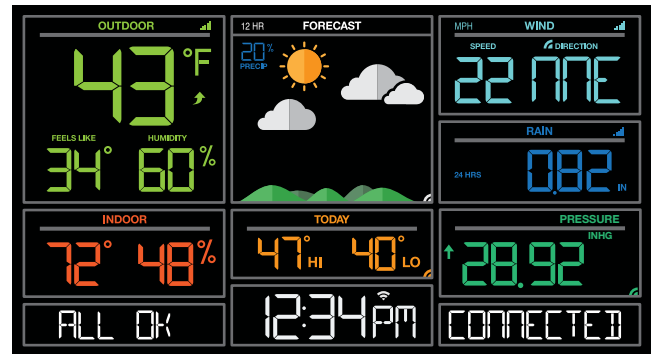 OUTDOOR
43°F
FEELS LIKE HUMIDITY
34° 60%
12 HR FORECAST
20%
PRECIP
MPH WIND
SPEED DIRECTION
22 NNE
RAIN
24 HRS 0.82 IN
INDOOR
72° 48%
TODAY
47° HI 40° LO
PRESSURE
INHG
28.92
ALL OK
12:34 PM
CONNECTED